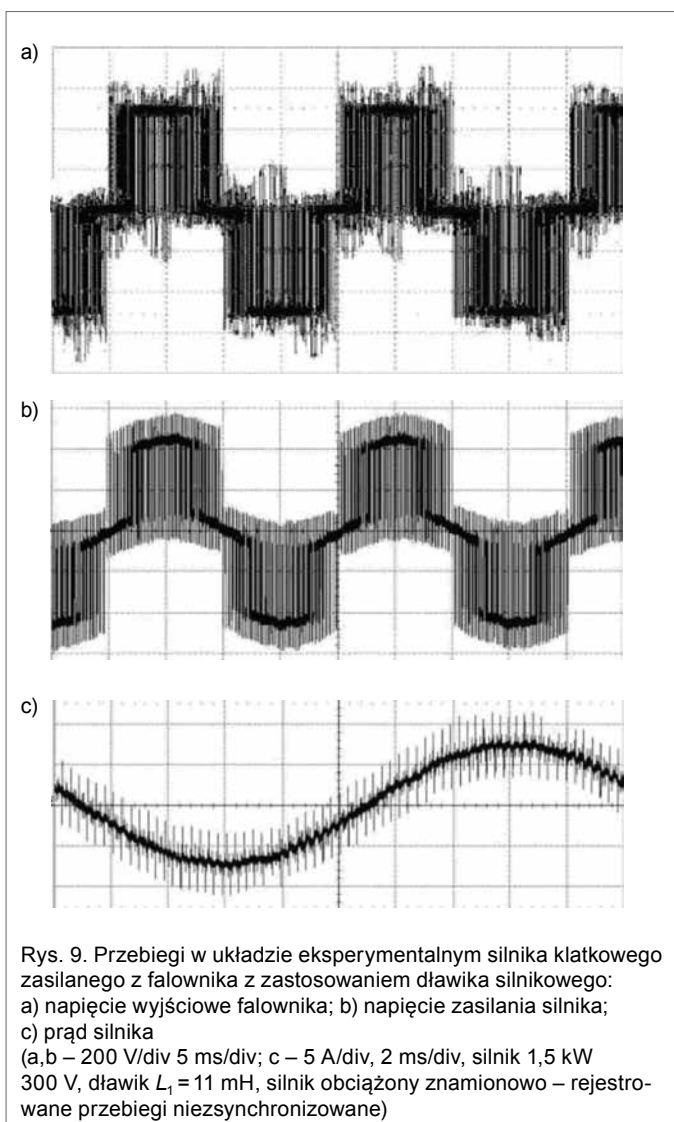 a)
b)
c)
Rys. 9. Przebiegi w układzie eksperymentalnym silnika klatkowego
zasilanego z falownika z zastosowaniem dławika silnikowego:
a) napięcie wyjściowe falownika; b) napięcie zasilania silnika;
c) prąd silnika
(a,b – 200 V/div 5 ms/div; c – 5 A/div, 2 ms/div, silnik 1,5 kW
300 V, dławik L₁ = 11 mH, silnik obciążony znamionowo – rejestro-
wane przebiegi niezsynchronizowane)